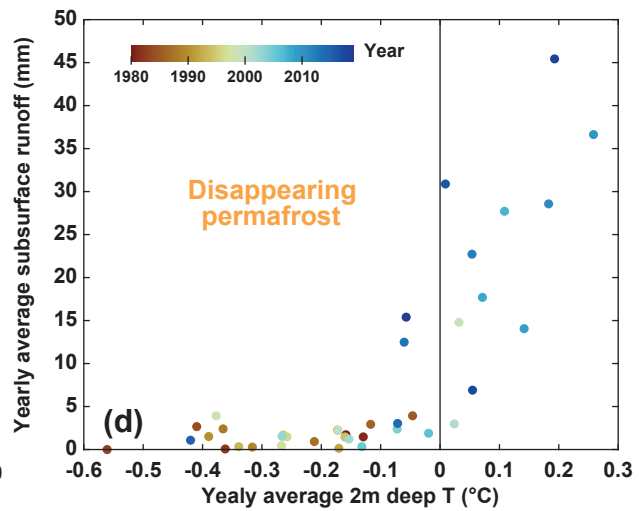 50
45
40
35
30
25
20
15
10
5
0
Yearly average subsurface runoff (mm)
Year
1980 1990 2000 2010
Disappearing
permafrost
(d)
-0.6 -0.5 -0.4 -0.3 -0.2 -0.1 0 0.1 0.2 0.3
Yealy average 2m deep T (°C)